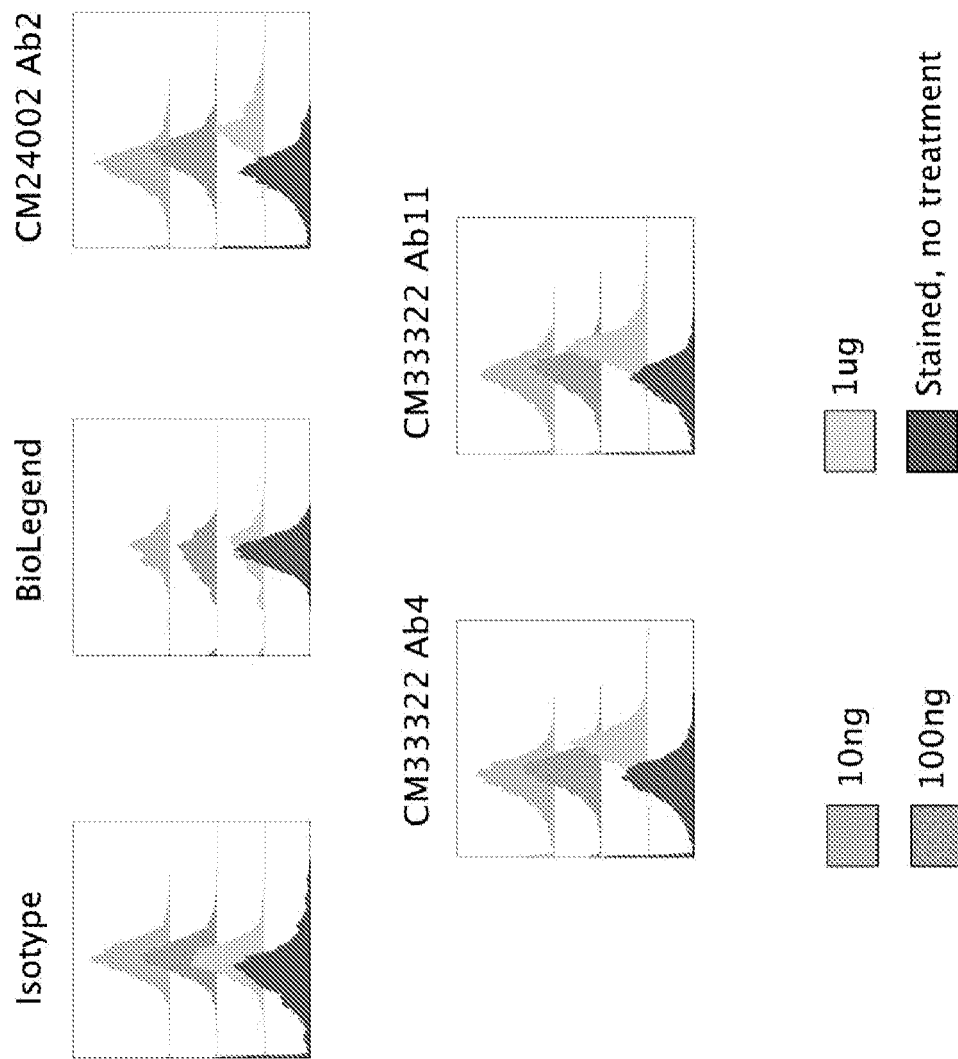 Isotype
BioLegend
CM24002 Ab2
CM33322 Ab4
CM33322 Ab11
10ng
100ng
1ug
Stained, no treatment